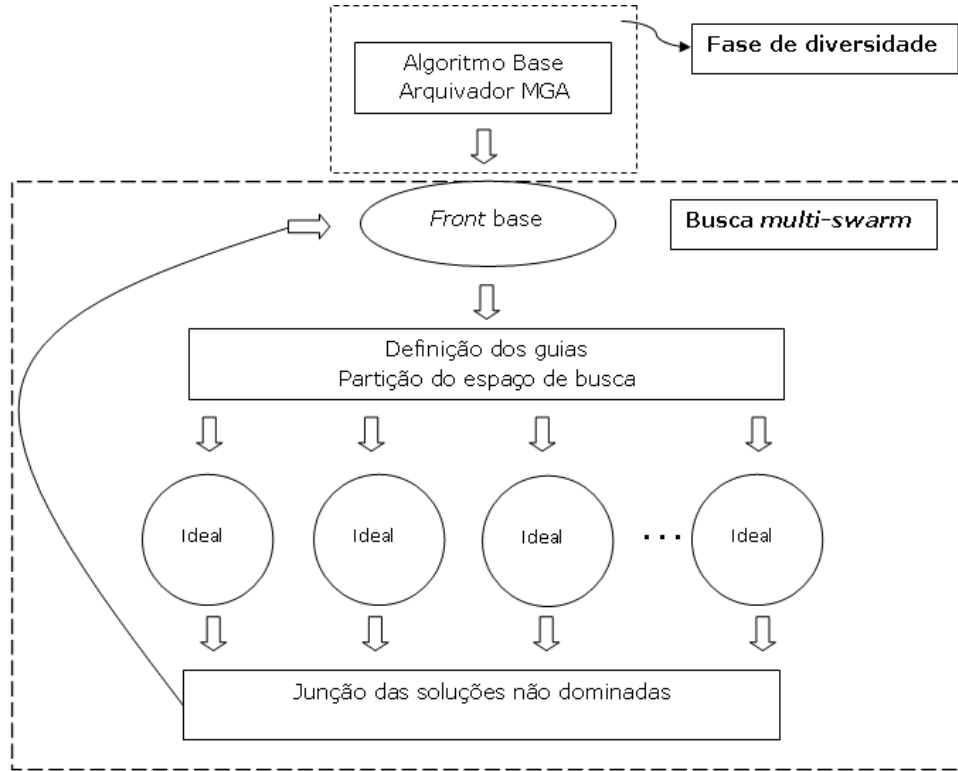 Fase de diversidade
Algoritmo Base
Arquivador MGA
Front base
Busca multi-swarm
Definição dos guias
Partição do espaço de busca
Ideal
Ideal
Ideal
...
Ideal
Junção das soluções não dominadas